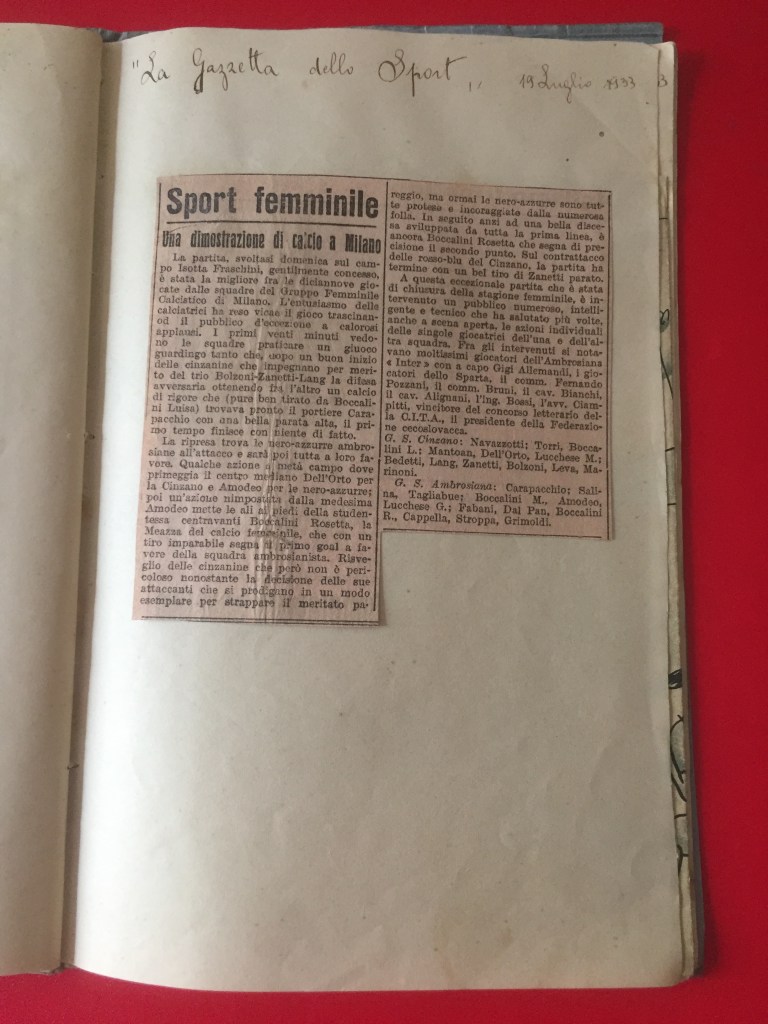 "La Gazzetta dello Sport„ 19 Luglio 1933
Sport femminile
Una dimostrazione di calcio a Milano
La partita, svoltasi domenica sul cam-
po Isotta Fraschini, gentilmente concesso,
è stata la migliore fra le diciannove gio-
cate dalle squadre del Gruppo Femminile
Calcistico di Milano. L'entusiasmo delle
calciatrici ha reso vicae il gioco trascinan-
od il pubblico d'eccezione a calorosi
applausi. I primi venti minuti vedo-
no le squadre praticare un giuoco
guardingo tanto che, dopo un buon inizio
delle cinzanine che impegnano per meri-
to del trio Bolzoni-Zanetti-Lang la difesa
avversaria ottenendo fra l'altro un calcio
di rigore che (pure ben tirato da Boccali-
ni Luisa) trovava pronto il portiere Cara-
pacchio con una bella parata alta, il pri-
mo tempo finisce con niente di fatto.
La ripresa trova le nero-azzurre ambro-
siane all'attacco e sarà poi tutta a loro fa-
vore. Qualche azione a metà campo dove
primeggia il centro mediano Dell'Orto per
la Cinzano e Amodeo per le nero-azzurre;
poi un'azione nimpostata dalla medesima
Amodeo mette le ali ai piedi della studen-
tessa centravanti Boccalini Rosetta, la
Meazza del calcio femminile, che con un
tiro imparabile segna il primo goal a fa-
vore della squadra ambrosianista. Risve-
glio delle cinzanine che però non è peri-
coloso nonostante la decisione delle sue
attaccanti che si prodigano in un modo
esemplare per strappare il meritato pa-
reggio, ma ormai le nero-azzurre sono tut-
te protese e incoraggiate dalla numerosa
folla. In seguito anzi ad una bella disce-
sa sviluppata da tutta la prima linea, è
ancora Boccalini Rosetta che segna di pre-
cisione il secondo punto. Sul contrattacco
delle rosso-blu del Cinzano, la partita ha
termine con un bel tiro di Zanetti parato.
A questa eccezionale partita che è stata
di chiusura della stagione femminile, è in-
tervenuto un pubblico numeroso, intelli-
gente e tecnico che ha salutato più volte,
anche a scena aperta, le azioni individuali
delle singole giocatrici dell'una e dell'al-
tra squadra. Fra gli intervenuti si nota-
vano moltissimi giocatori dell'Ambrosiana
« Inter » con a capo Gigi Allemandi, i gio-
catori dello Sparta, il comm. Fernando
Pozzani, il comm. Bruni, il cav. Bianchi,
il cav. Alignani, l'ing. Bossi, l'avv. Ciam-
pitti, vincitore del concorso letterario del-
la C.I.T.A., il presidente della Federazio-
ne cecoslovacca.
G. S. Cinzano: Navazzotti; Torri, Bocca-
lini L.; Mantoan, Dell'Orto, Lucchese M.;
Bedetti, Lang, Zanetti, Bolzoni, Leva, Ma-
rinoni.
G. S. Ambrosiana: Carapacchio; Sali-
na, Tagliabue; Boccalini M., Amodeo,
Lucchese G.; Fabani, Dal Pan, Boccalini
R., Cappella, Stroppa, Grimoldi.